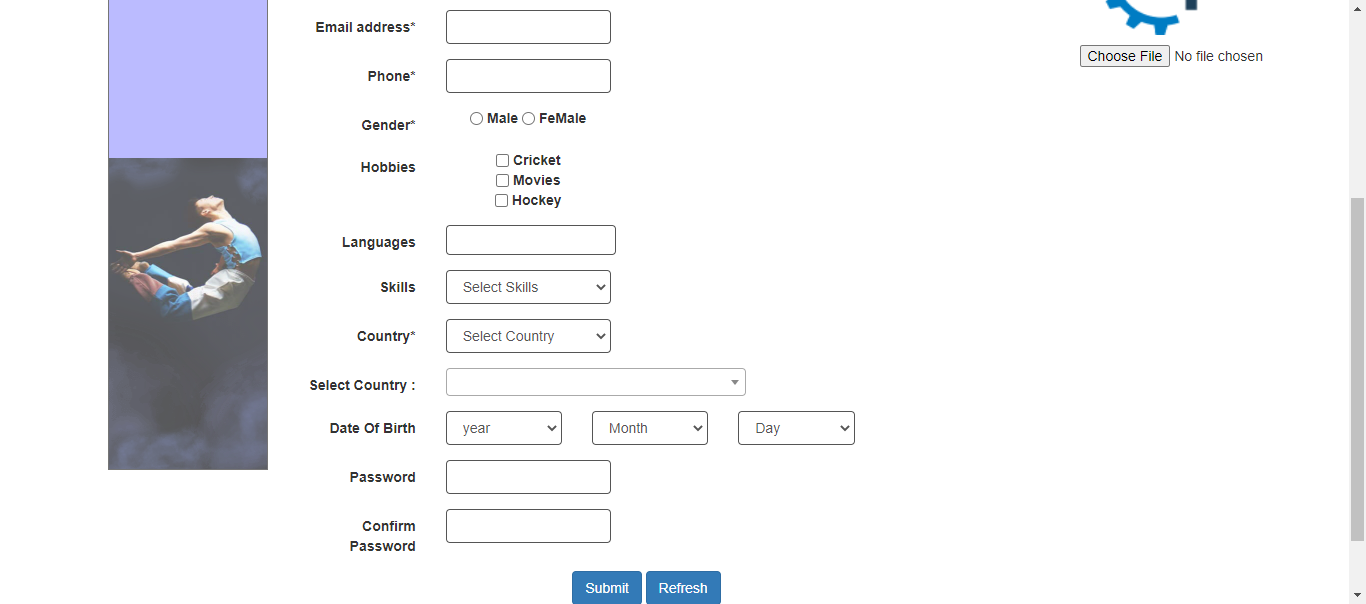 Email address*
Choose File No file chosen
Phone*
Gender* Male FeMale
Hobbies Cricket
Movies
Hockey
Languages
Skills Select Skills
Country* Select Country
Select Country :
Date Of Birth year Month Day
Password
Confirm
Password
Submit Refresh